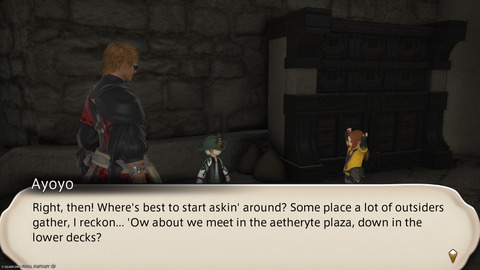 Ayoyo
Right, then! Where's best to start askin' around? Some place a lot of outsiders
gather, I reckon... 'Ow about we meet in the aetheryte plaza, down in the
lower decks?